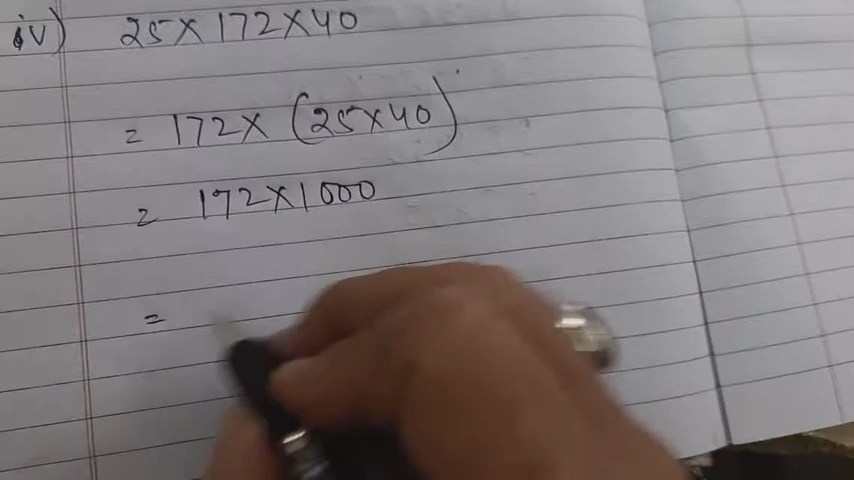 iv) 25×172×40
= 172× (25×40)
= 172×1000
=